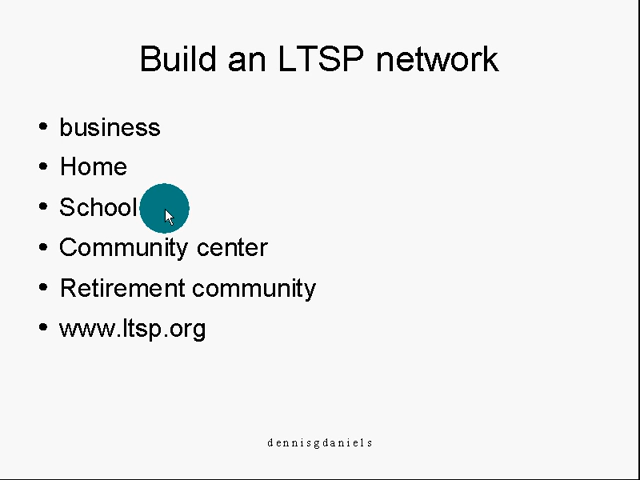 Build an LTSP network
• business
• Home
• School
• Community center
• Retirement community
• www.ltsp.org
dennisgdaniels